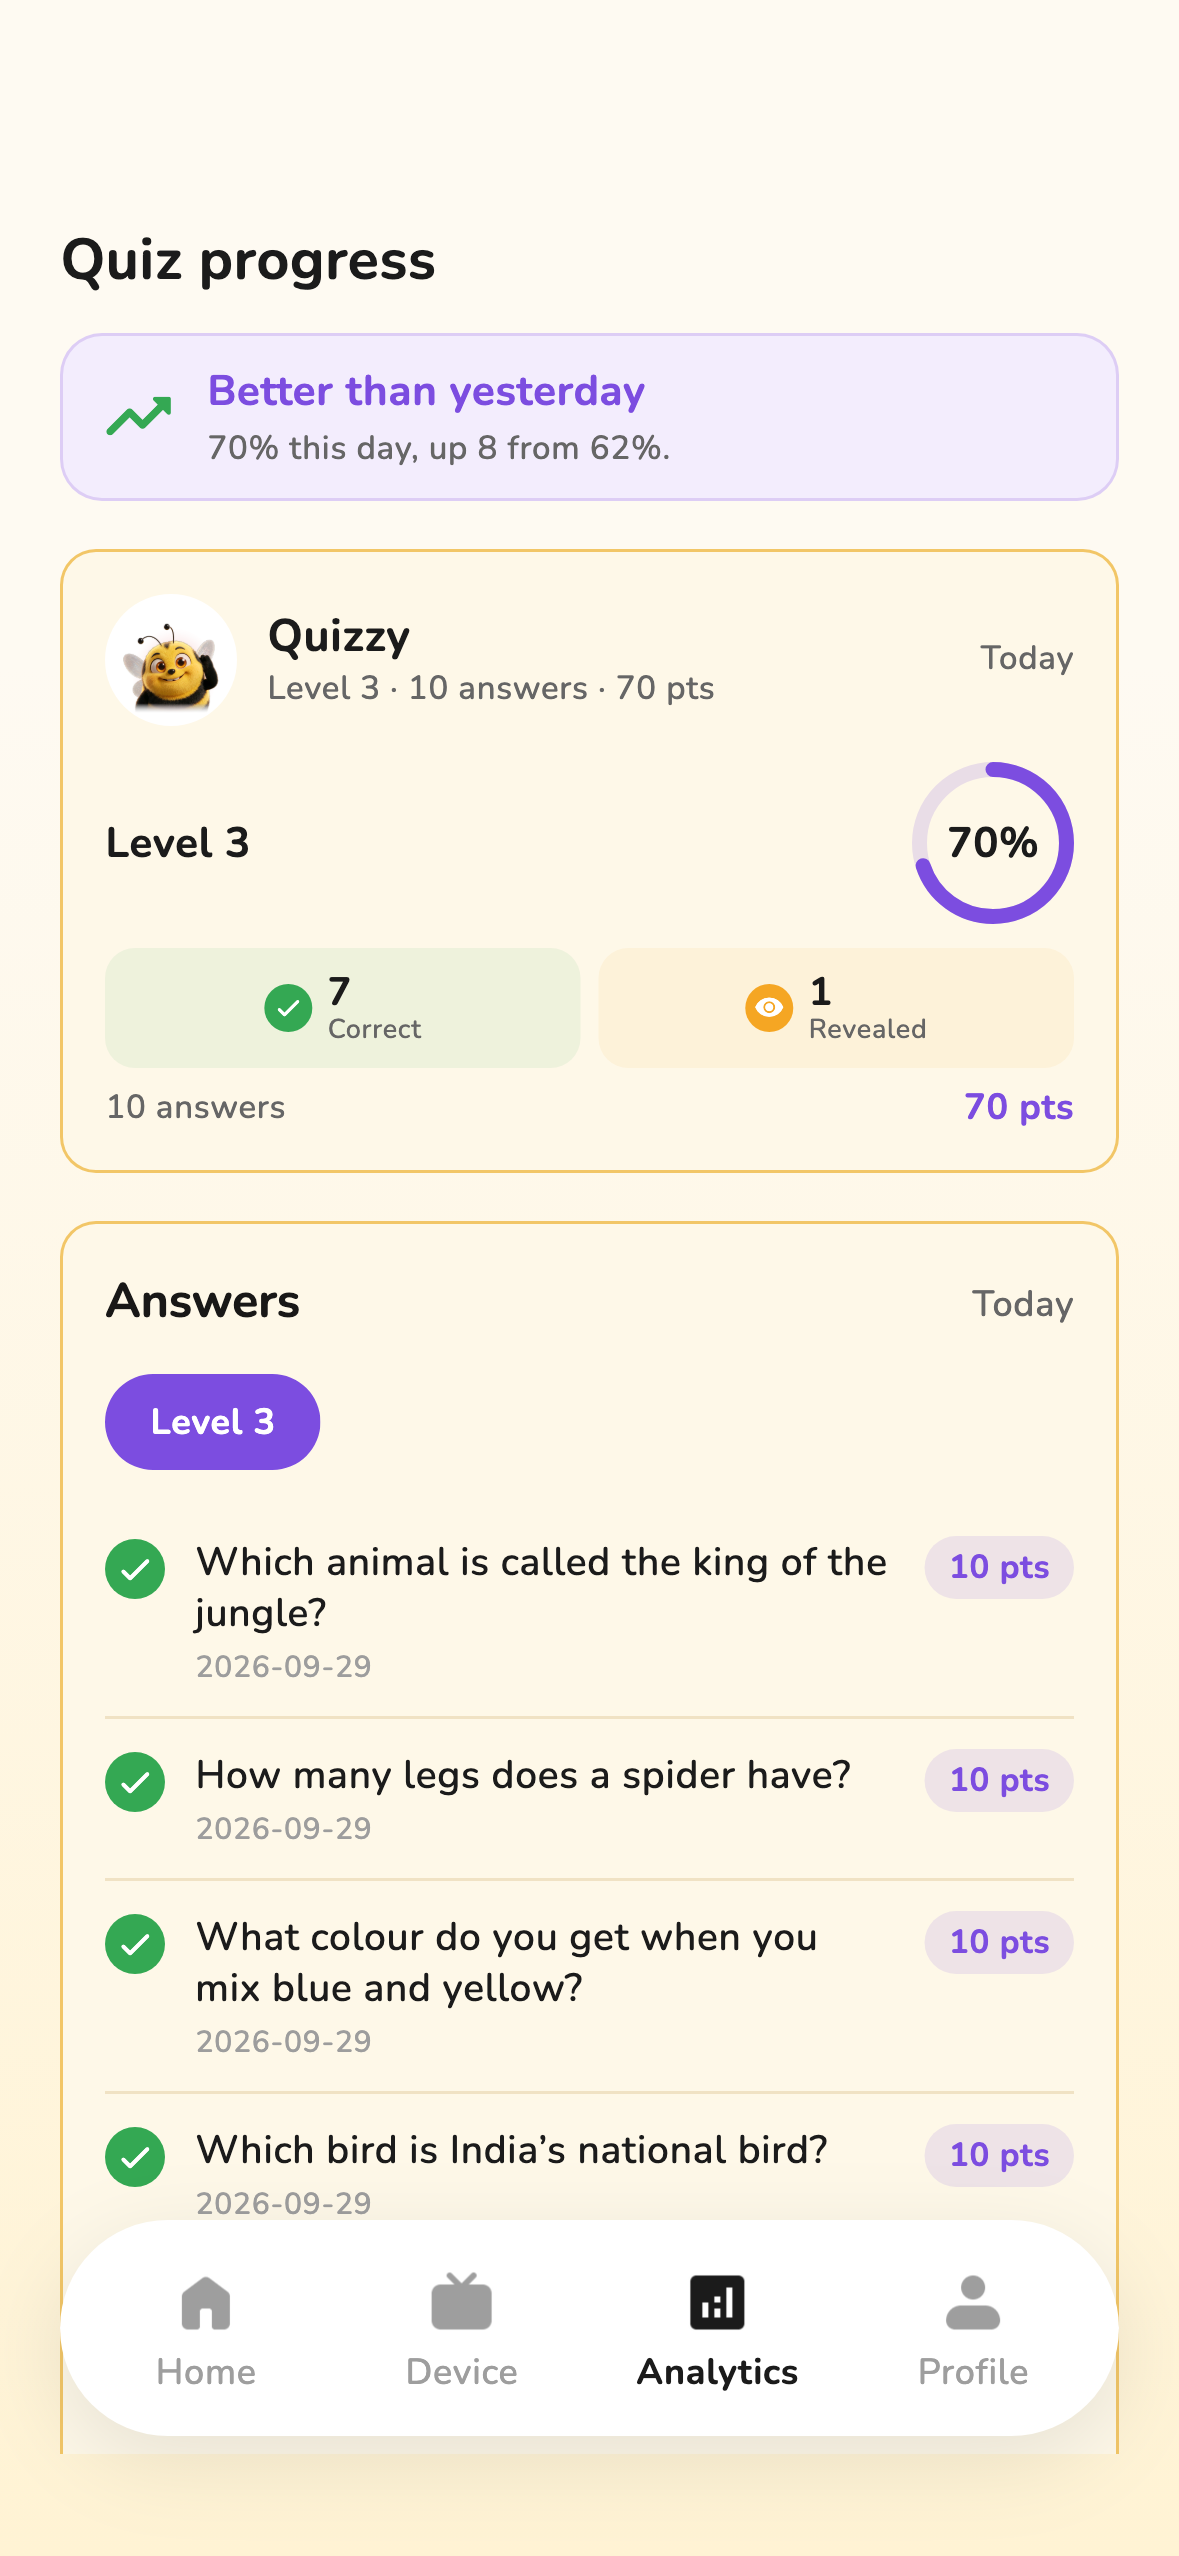 Quiz progress
Better than yesterday
70% this day, up 8 from 62%.
Quizzy
Level 3 · 10 answers · 70 pts
Today
Level 3
70%
7
Correct
1
Revealed
10 answers
70 pts
Answers
Today
Level 3
Which animal is called the king of the
jungle?
10 pts
2026-09-29
How many legs does a spider have?
10 pts
2026-09-29
What colour do you get when you
mix blue and yellow?
10 pts
2026-09-29
Which bird is India’s national bird?
10 pts
2026-09-29
Home
Device
Analytics
Profile